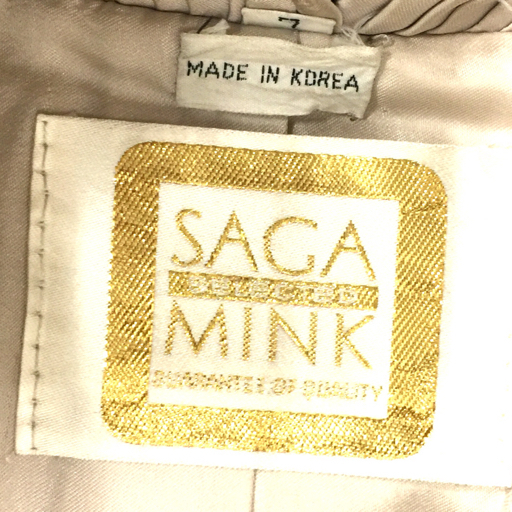 7
MADE IN KOREA
SAGA
SELECTED
MINK
GUARANTEE OF QUALITY